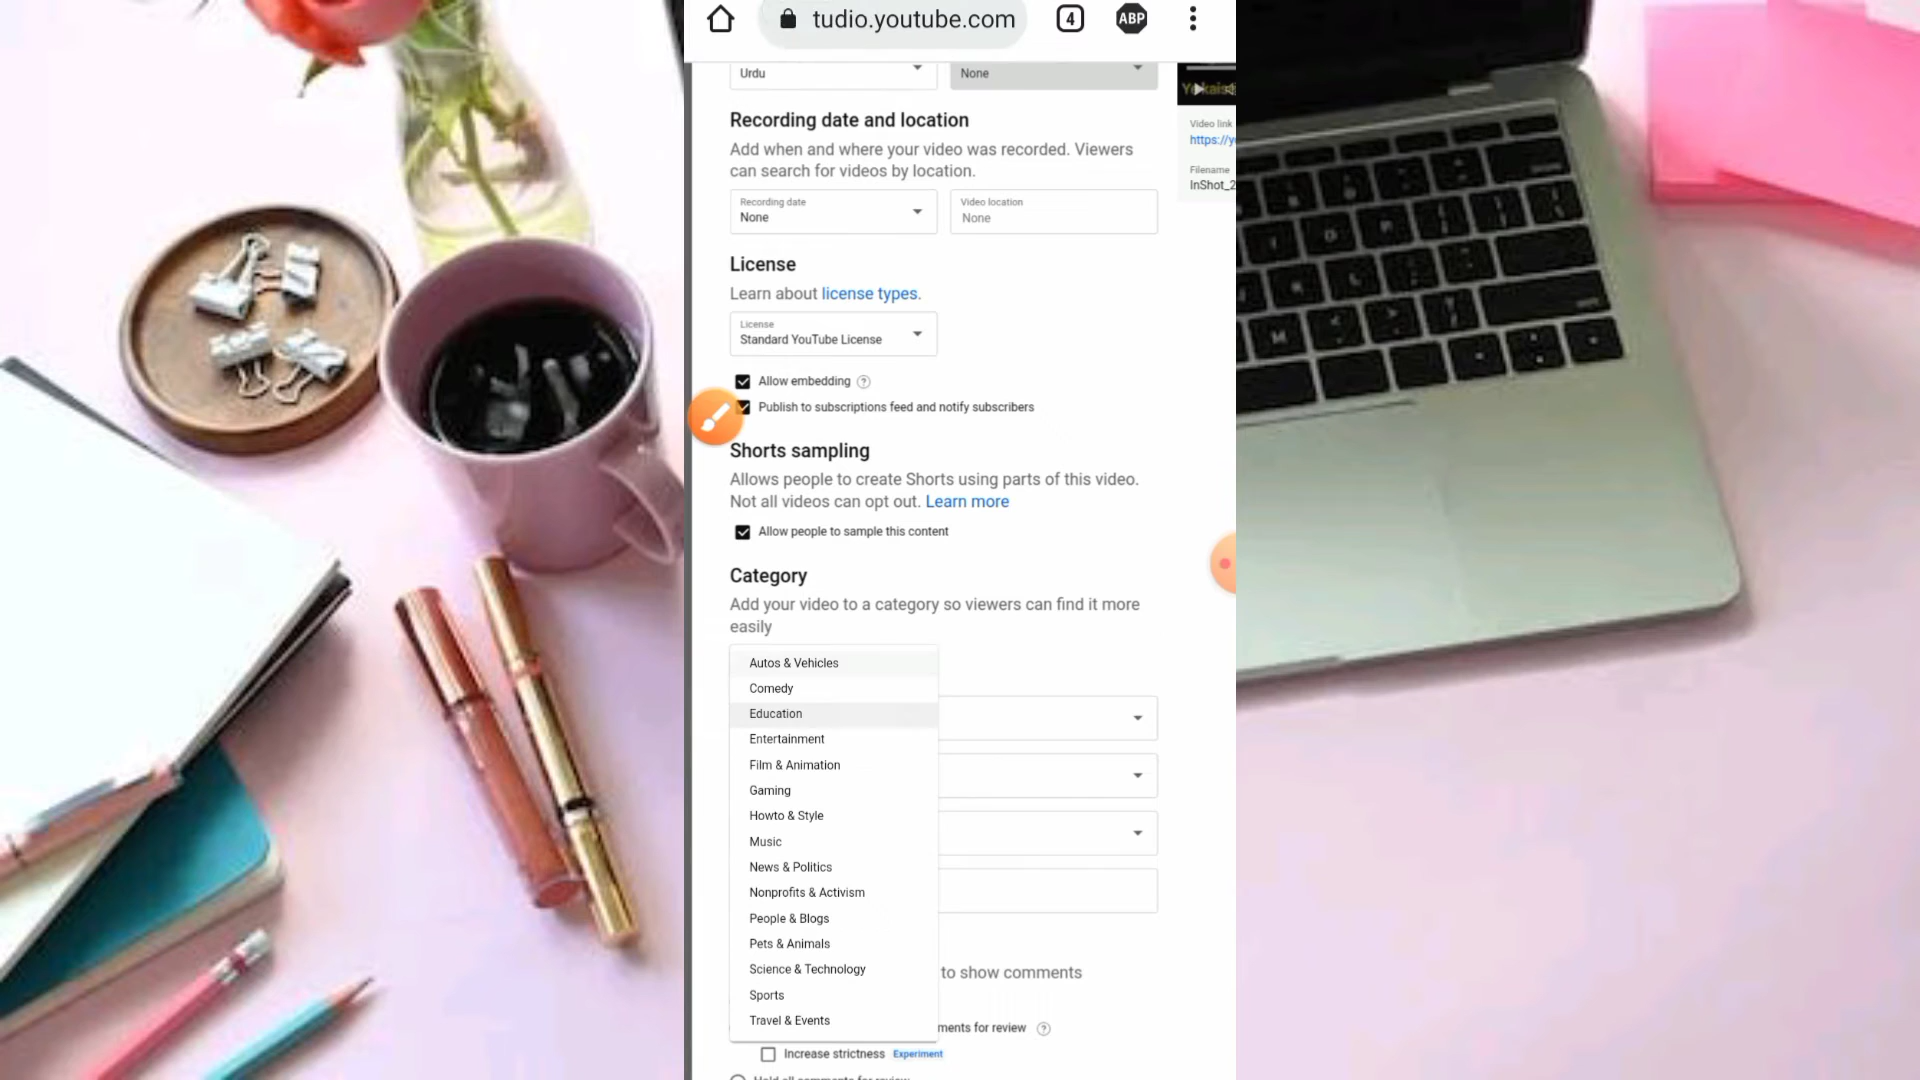 tudio.youtube.com
4
ABP
Urdu
None
Recording date and location
Add when and where your video was recorded. Viewers
can search for videos by location.
Recording date
None
Video location
None
Video link
https://y
Filename
InShot_2
License
Learn about license types.
License
Standard YouTube License
Allow embedding
Publish to subscriptions feed and notify subscribers
Shorts sampling
Allows people to create Shorts using parts of this video.
Not all videos can opt out. Learn more
Allow people to sample this content
Category
Add your video to a category so viewers can find it more
easily
Autos & Vehicles
Comedy
Education
Entertainment
Film & Animation
Gaming
Howto & Style
Music
News & Politics
Nonprofits & Activism
People & Blogs
Pets & Animals
Science & Technology
to show comments
Sports
Travel & Events
ments for review
Increase strictness Experiment